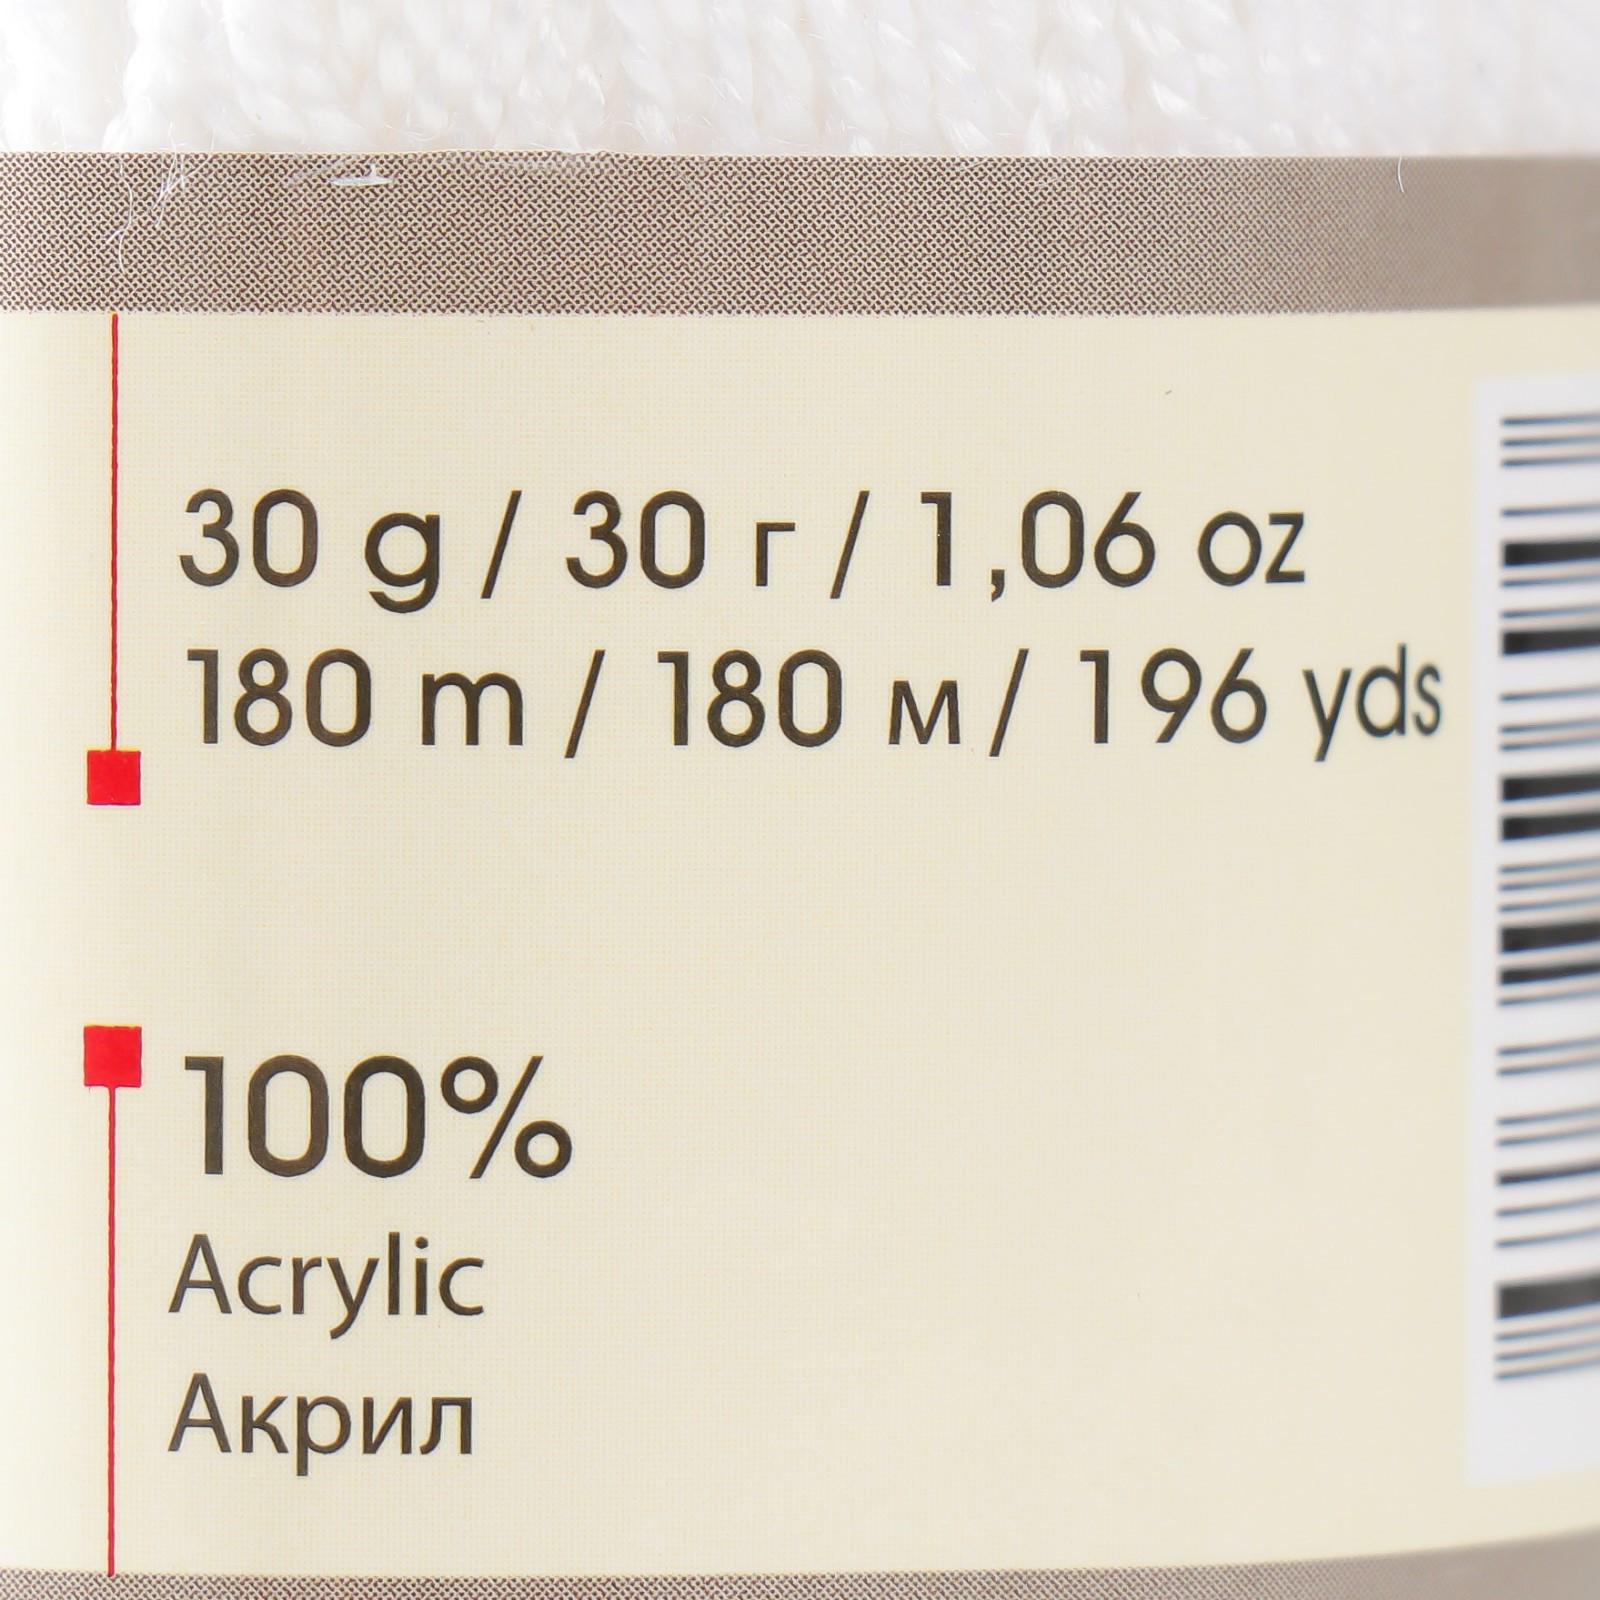 30 g / 30 г / 1,06 oz
180 m / 180 м / 196 yds
100%
Acrylic
Акрил